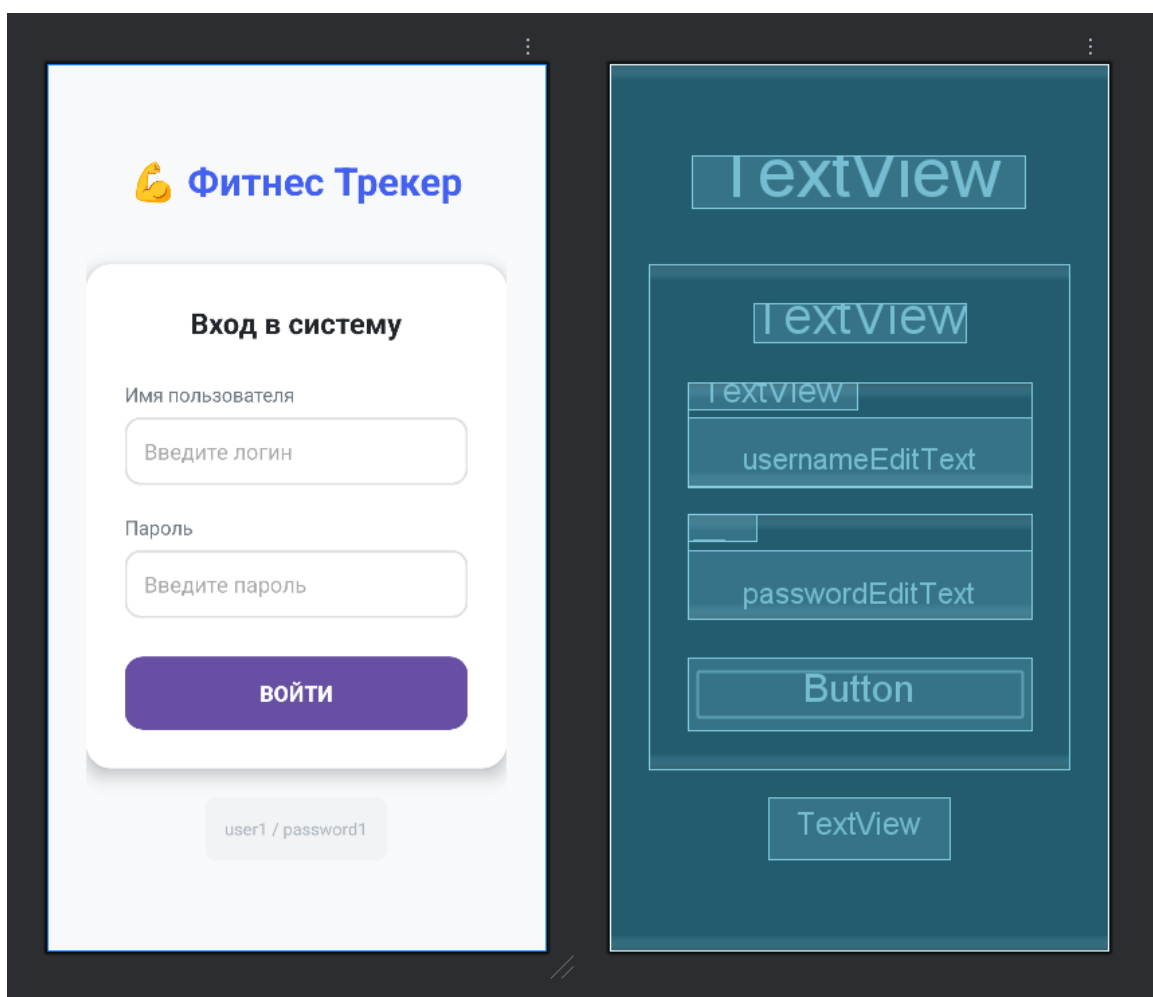 💪 Фитнес Трекер
Вход в систему
Имя пользователя
Введите логин
Пароль
Введите пароль
ВОЙТИ
user1 / password1
TextView
TextView
TextView
usernameEditText
passwordEditText
Button
TextView